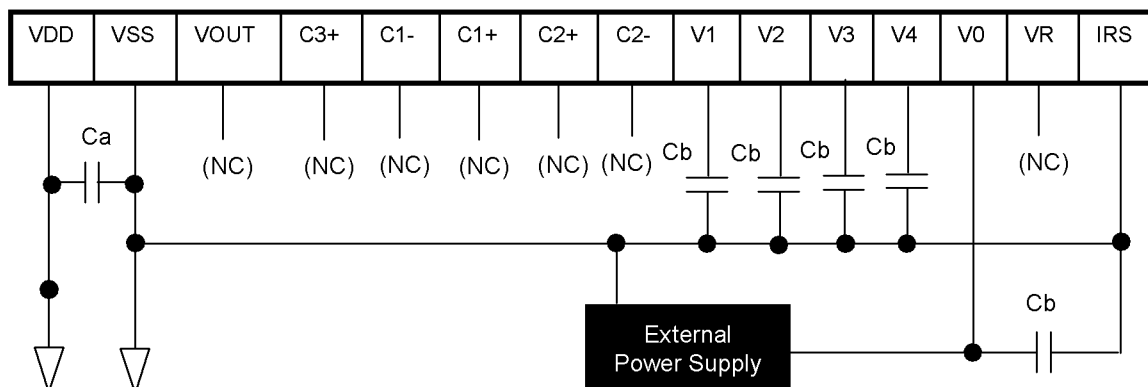 VDD VSS VOUT C3+ C1- C1+ C2+ C2- V1 V2 V3 V4 V0 VR IRS
Ca
(NC) (NC) (NC) (NC) (NC) (NC) Cb Cb Cb Cb (NC)
External
Power Supply
Cb